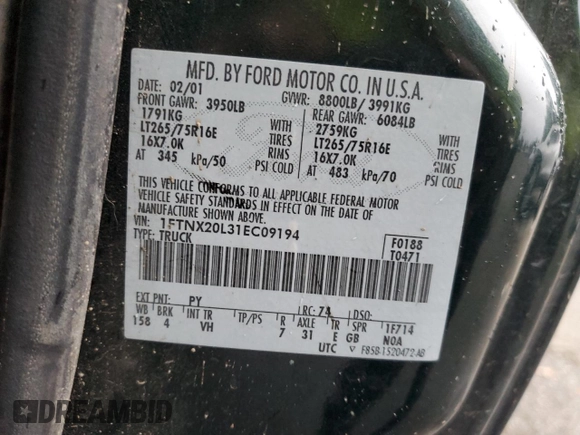 MFD. BY FORD MOTOR CO. IN U.S.A.
DATE: 02/01 GVWR: 8800LB/ 3991KG
FRONT GAWR: 3950LB REAR GAWR: 6084LB
1791KG WITH 2759KG WITH
LT265/75R16E TIRES LT265/75R16E TIRES
16X7.0K RIMS 16X7.0K RIMS
AT 345 kPa/50 PSI COLD AT 483 kPa/70 PSI COLD
THIS VEHICLE CONFORMS TO ALL APPLICABLE FEDERAL MOTOR
VEHICLE SAFETY STANDARDS IN EFFECT ON THE DATE OF
MANUFACTURE SHOWN ABOVE.
VIN: 1FTNX20L31EC09194 F0188
TYPE: TRUCK T0471
EXT PNT: PY RC: 74 DSO:
WB BRK INT TR TP/PS R AXLE TR SPR 1F714
158 4 VH 7 31 E GB N0A
UTC F85B-1520472-AB
DREAMBID